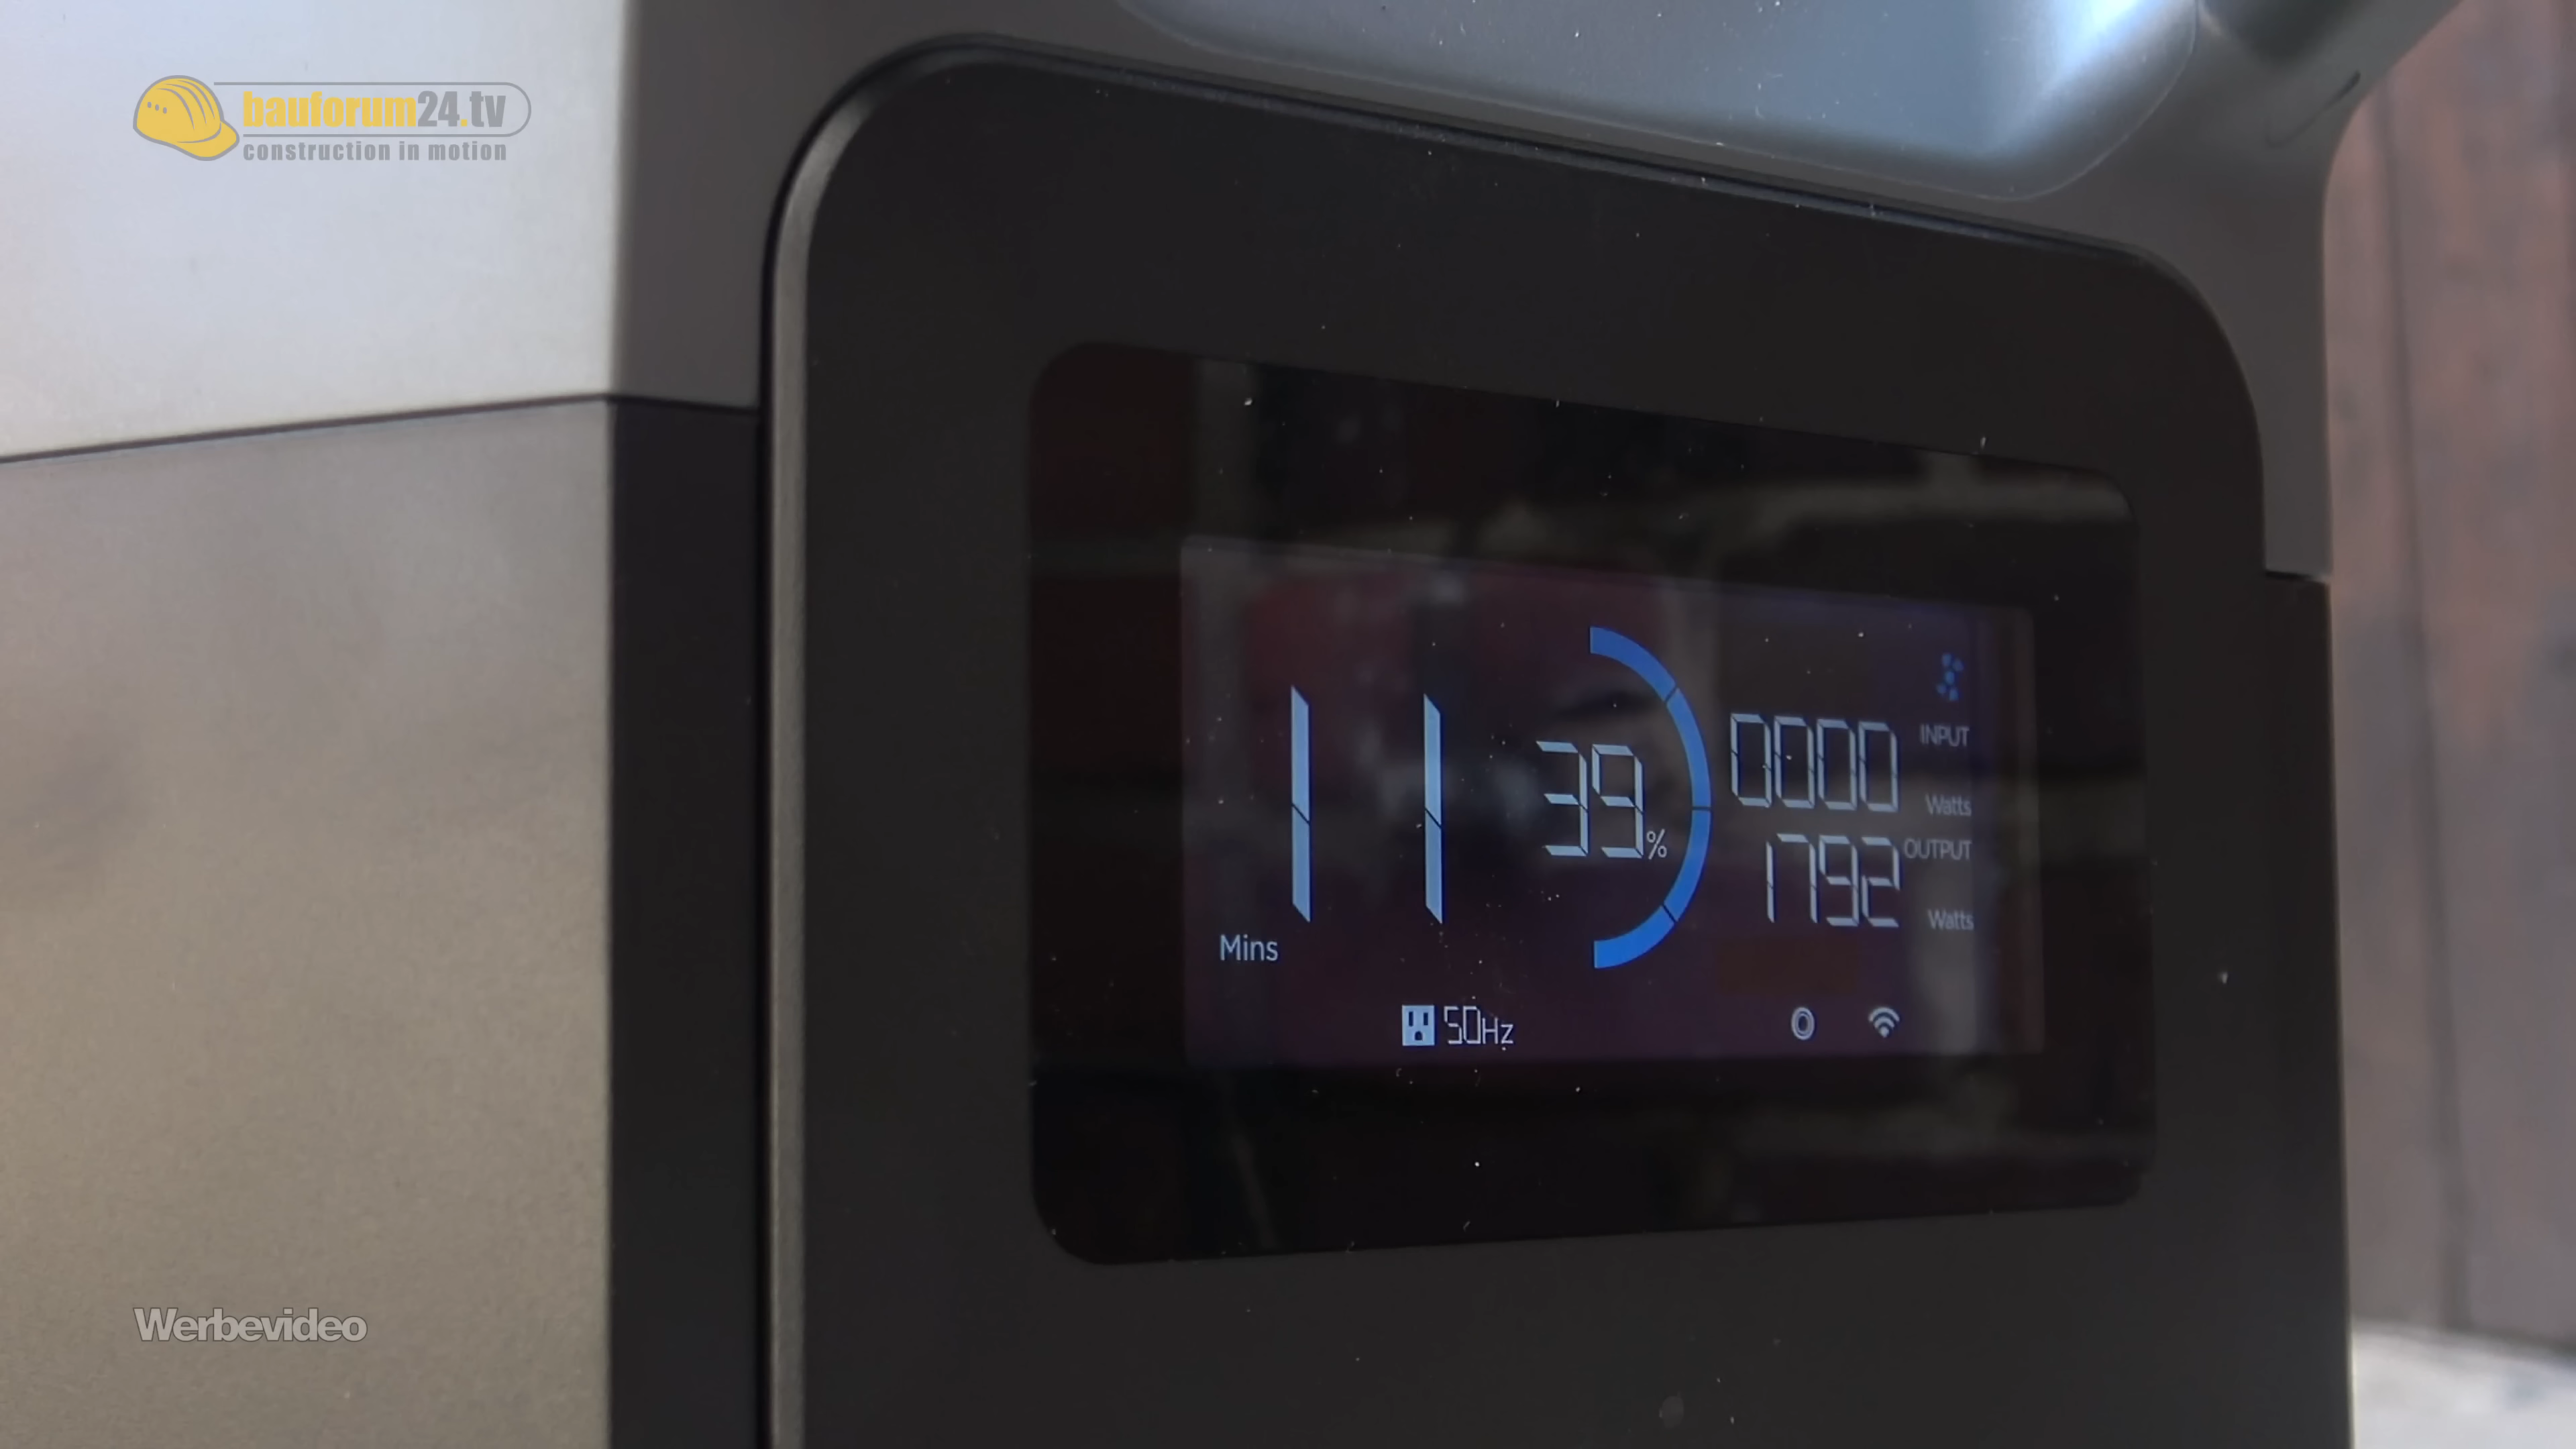 bauforum24.tv
construction in motion
11
Mins
39%
0000
INPUT
Watts
1792
OUTPUT
Watts
50Hz
Werbevideo